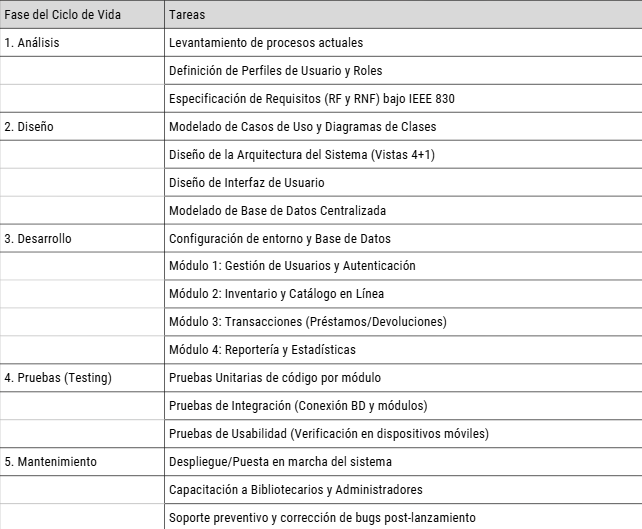 Fase del Ciclo de Vida Tareas
1. Análisis Levantamiento de procesos actuales
Definición de Perfiles de Usuario y Roles
Especificación de Requisitos (RF y RNF) bajo IEEE 830
2. Diseño Modelado de Casos de Uso y Diagramas de Clases
Diseño de la Arquitectura del Sistema (Vistas 4+1)
Diseño de Interfaz de Usuario
Modelado de Base de Datos Centralizada
3. Desarrollo Configuración de entorno y Base de Datos
Módulo 1: Gestión de Usuarios y Autenticación
Módulo 2: Inventario y Catálogo en Línea
Módulo 3: Transacciones (Préstamos/Devoluciones)
Módulo 4: Reportería y Estadísticas
4. Pruebas (Testing) Pruebas Unitarias de código por módulo
Pruebas de Integración (Conexión BD y módulos)
Pruebas de Usabilidad (Verificación en dispositivos móviles)
5. Mantenimiento Despliegue/Puesta en marcha del sistema
Capacitación a Bibliotecarios y Administradores
Soporte preventivo y corrección de bugs post-lanzamiento